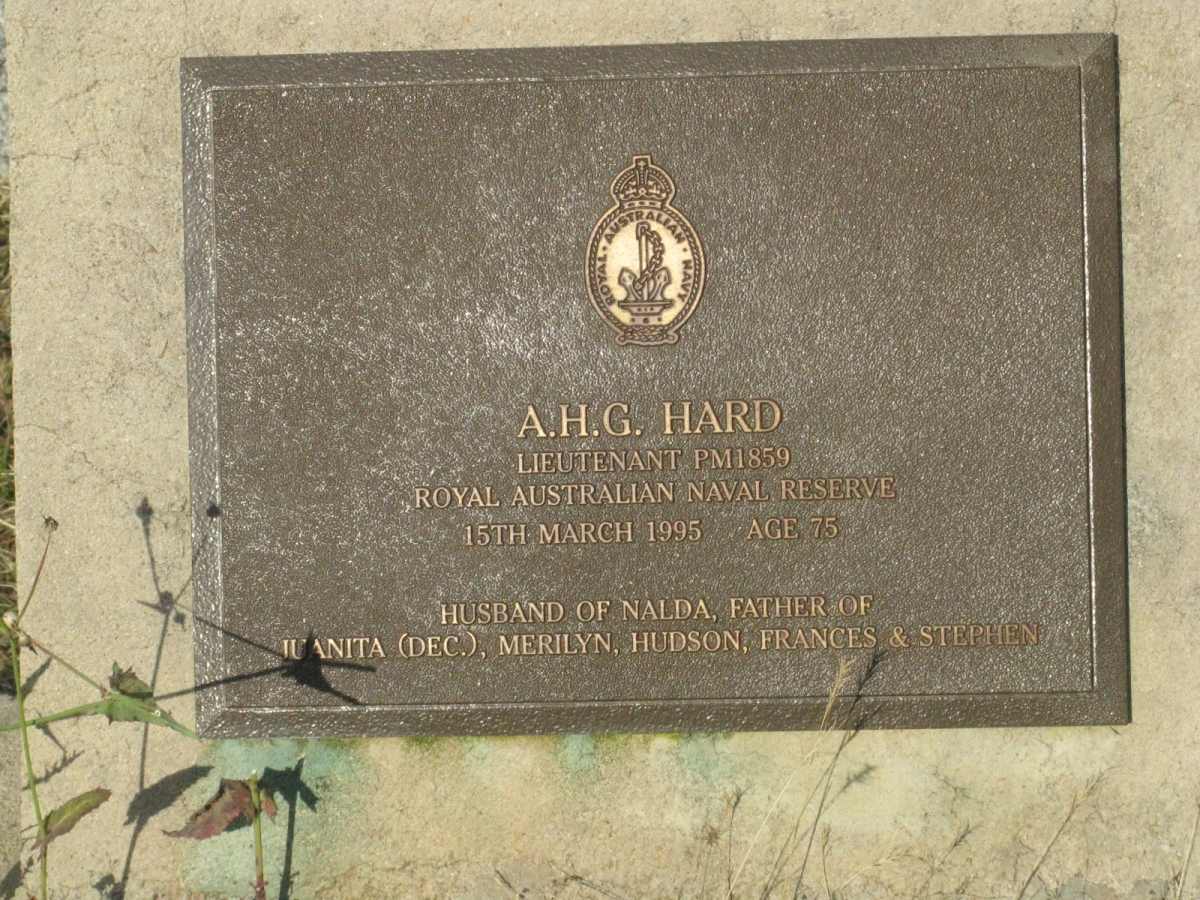 ROYAL · AUSTRALIAN · NAVY
A.H.G. HARD
LIEUTENANT PM1859
ROYAL AUSTRALIAN NAVAL RESERVE
15TH MARCH 1995 AGE 75
HUSBAND OF NALDA, FATHER OF
JUANITA (DEC.), MERILYN, HUDSON, FRANCES & STEPHEN